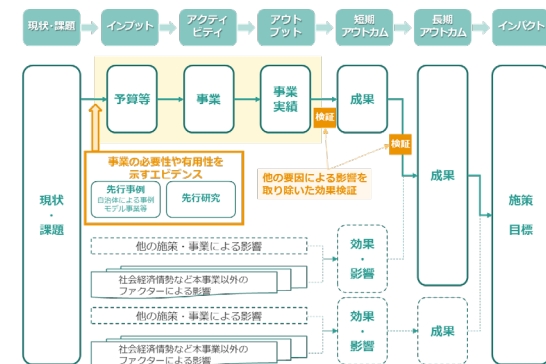 現状・課題
インプット
アクティ
ビティ
アウト
プット
短期
アウトカム
長期
アウトカム
インパクト
予算等
事業
事業
実績
成果
検証
検証
事業の必要性や有用性を
示すエビデンス
先行事例
自治体による事例
モデル事業等
先行研究
他の要因による影響を
取り除いた効果検証
現状
・
課題
成果
施策
目標
他の施策・事業による影響
社会経済情勢など本事業以外の
ファクターによる影響
効果
・
影響
他の施策・事業による影響
社会経済情勢など本事業以外の
ファクターによる影響
効果
・
影響
成果